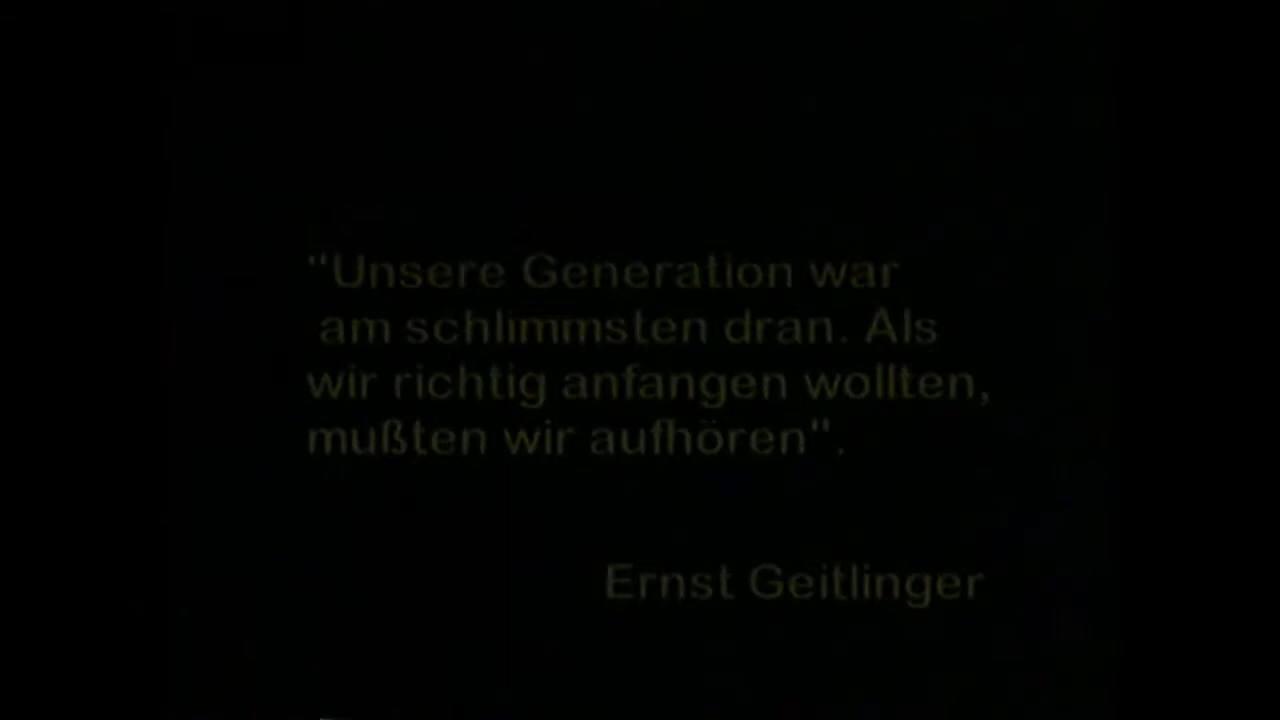 "Unsere Generation war
am schlimmsten dran. Als
wir richtig anfangen wollten,
mußten wir aufhören".
Ernst Geitlinger